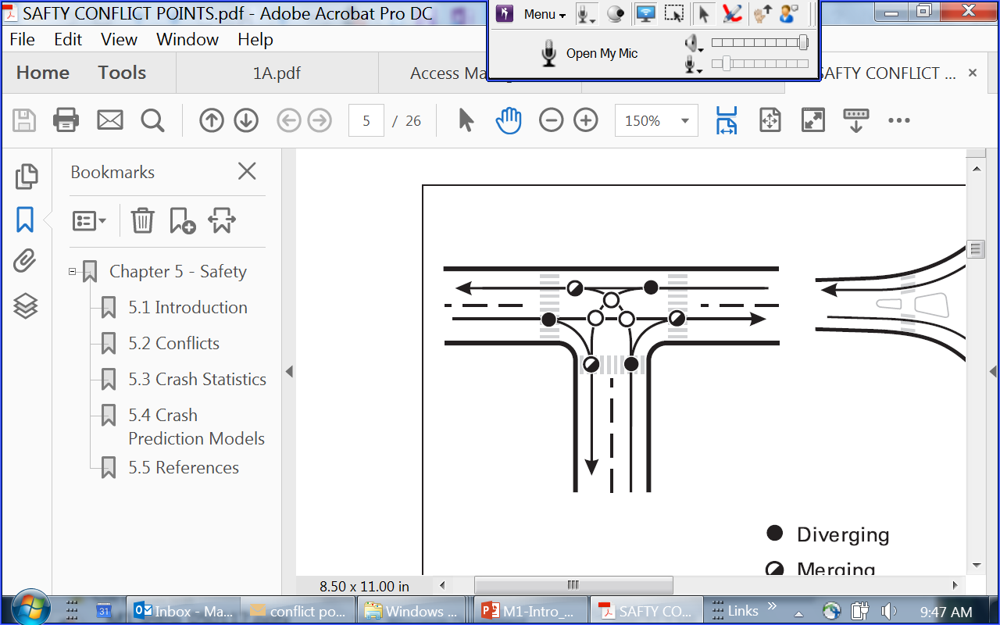 SAFTY CONFLICT POINTS.pdf - Adobe Acrobat Pro DC
Menu
Open My Mic
File Edit View Window Help
Home Tools 1A.pdf Access SAFTY CONFLICT ...
5 / 26 150%
Bookmarks
Chapter 5 - Safety
5.1 Introduction
5.2 Conflicts
5.3 Crash Statistics
5.4 Crash
Prediction Models
5.5 References
Diverging
Merging
8.50 x 11.00 in
31 Inbox - Ma... conflict po... Windows ... M1-Intro_... SAFTY CO... Links 9:47 AM